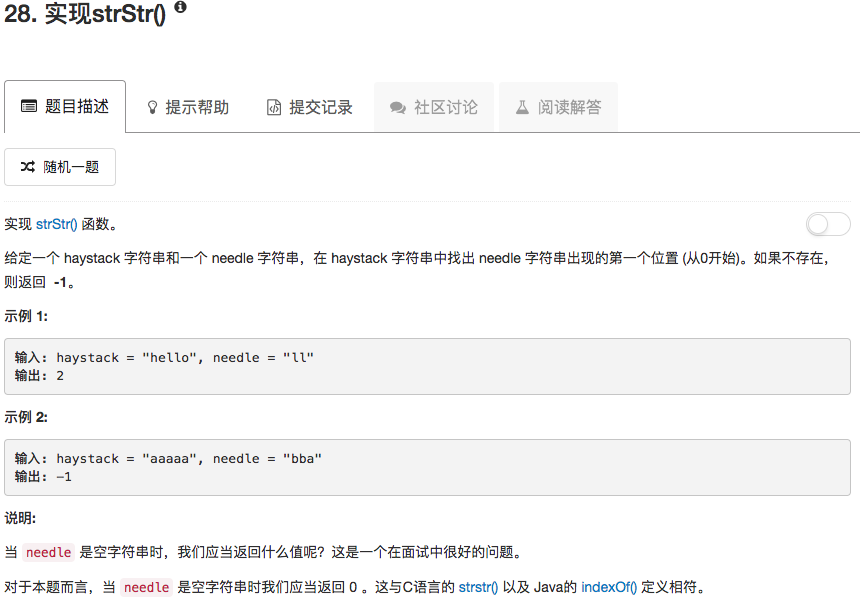 28. 实现strStr()
题目描述
提示帮助
提交记录
社区讨论
阅读解答
随机一题
实现 strStr() 函数。
给定一个 haystack 字符串和一个 needle 字符串，在 haystack 字符串中找出 needle 字符串出现的第一个位置 (从0开始)。如果不存在，
则返回 -1。
示例 1:
输入: haystack = "hello", needle = "ll"
输出: 2
示例 2:
输入: haystack = "aaaaa", needle = "bba"
输出: -1
说明:
当 needle 是空字符串时，我们应当返回什么值呢？这是一个在面试中很好的问题。
对于本题而言，当 needle 是空字符串时我们应当返回 0 。这与C语言的 strstr() 以及 Java的 indexOf() 定义相符。